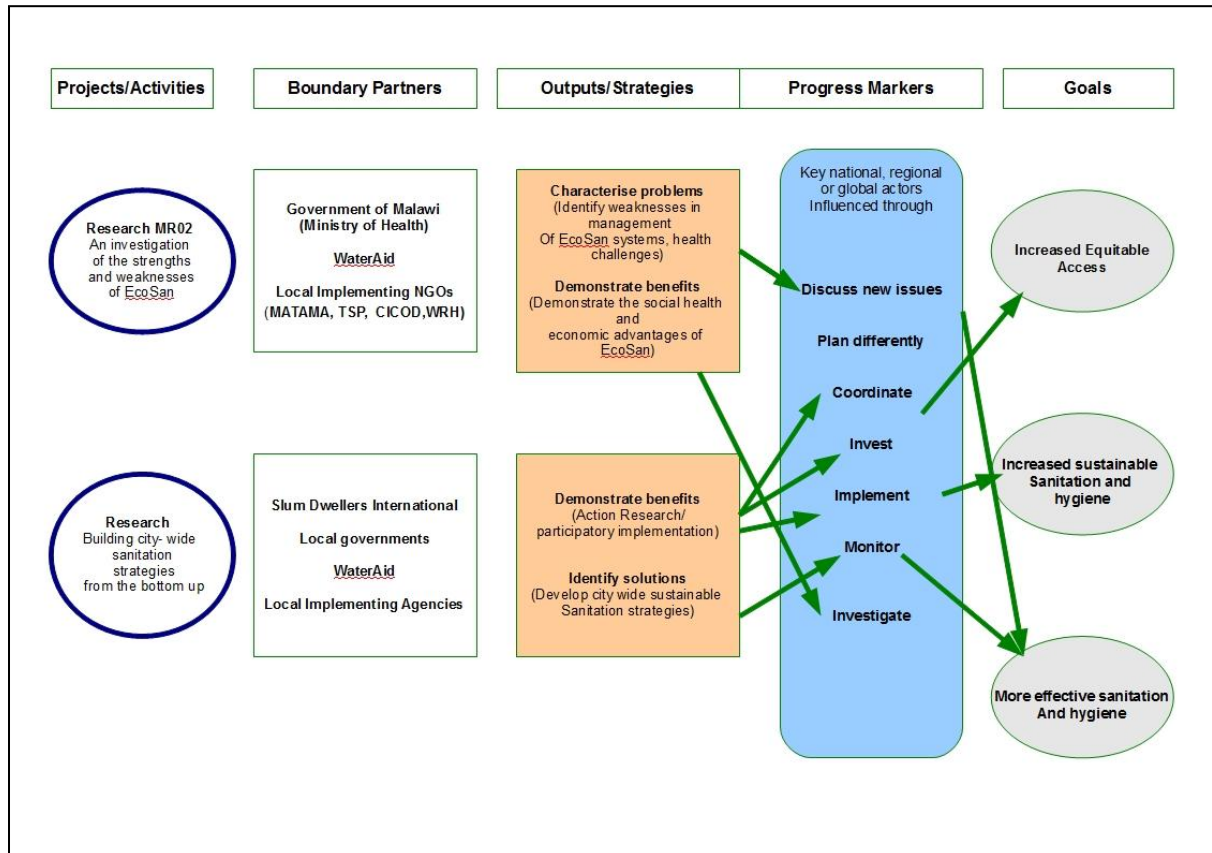 Projects/Activities
Boundary Partners
Outputs/Strategies
Progress Markers
Goals
Research MR02
An investigation
of the strengths
and weaknesses
of EcoSan
Government of Malawi
(Ministry of Health)
WaterAid
Local Implementing NGOs
(MATAMA, TSP, CICOD,WRH)
Characterise problems
(Identify weaknesses in
management
Of EcoSan systems, health
challenges)
Demonstrate benefits
(Demonstrate the social health
and
economic advantages of
EcoSan)
Key national, regional
or global actors
Influenced through
Discuss new issues
Plan differently
Coordinate
Invest
Implement
Monitor
Investigate
Increased Equitable
Access
Research
Building city- wide
sanitation
strategies
from the bottom up
Slum Dwellers International
Local governments
WaterAid
Local Implementing Agencies
Demonstrate benefits
(Action Research/
participatory implementation)
Identify solutions
(Develop city wide sustainable
Sanitation strategies)
Increased sustainable
Sanitation and
hygiene
More effective sanitation
And hygiene